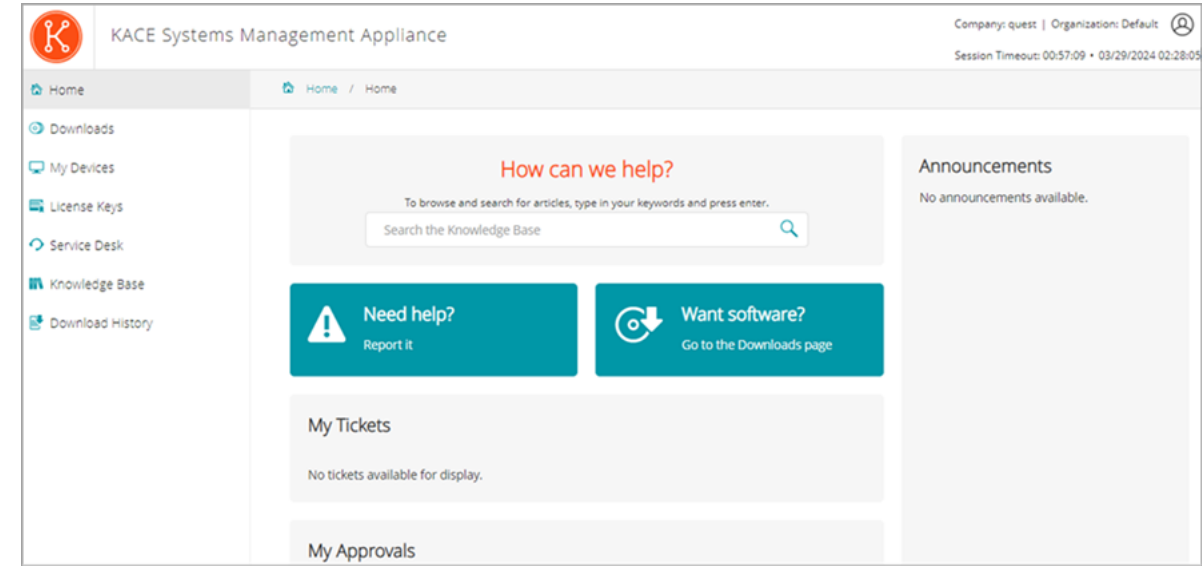 KACE Systems Management Appliance
Company: quest | Organization: Default
Session Timeout: 00:57:09 • 03/29/2024 02:28:05
Home
Downloads
My Devices
License Keys
Service Desk
Knowledge Base
Download History
Home / Home
How can we help?
To browse and search for articles, type in your keywords and press enter.
Search the Knowledge Base
Need help?
Report it
Want software?
Go to the Downloads page
My Tickets
No tickets available for display.
My Approvals
Announcements
No announcements available.